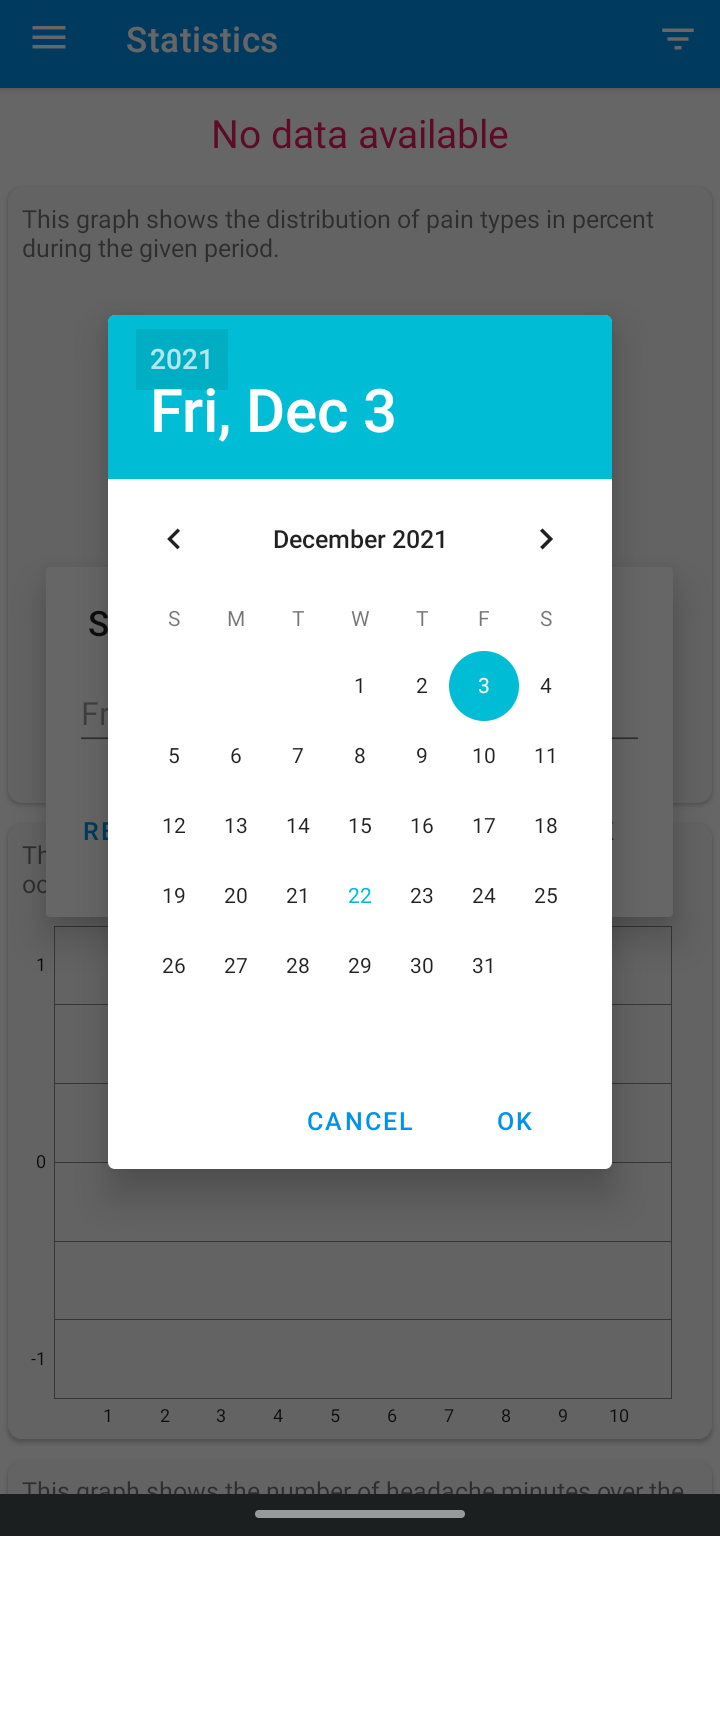 Statistics
No data available
This graph shows the distribution of pain types in percent
during the given period.
2021
Fri, Dec 3
December 2021
S M T W T F S
1 2 3 4
5 6 7 8 9 10 11
12 13 14 15 16 17 18
19 20 21 22 23 24 25
26 27 28 29 30 31
CANCEL OK
S
Fr
RE
Th
oc
1
0
-1
1 2 3 4 5 6 7 8 9 10
This graph shows the number of headache minutes over the